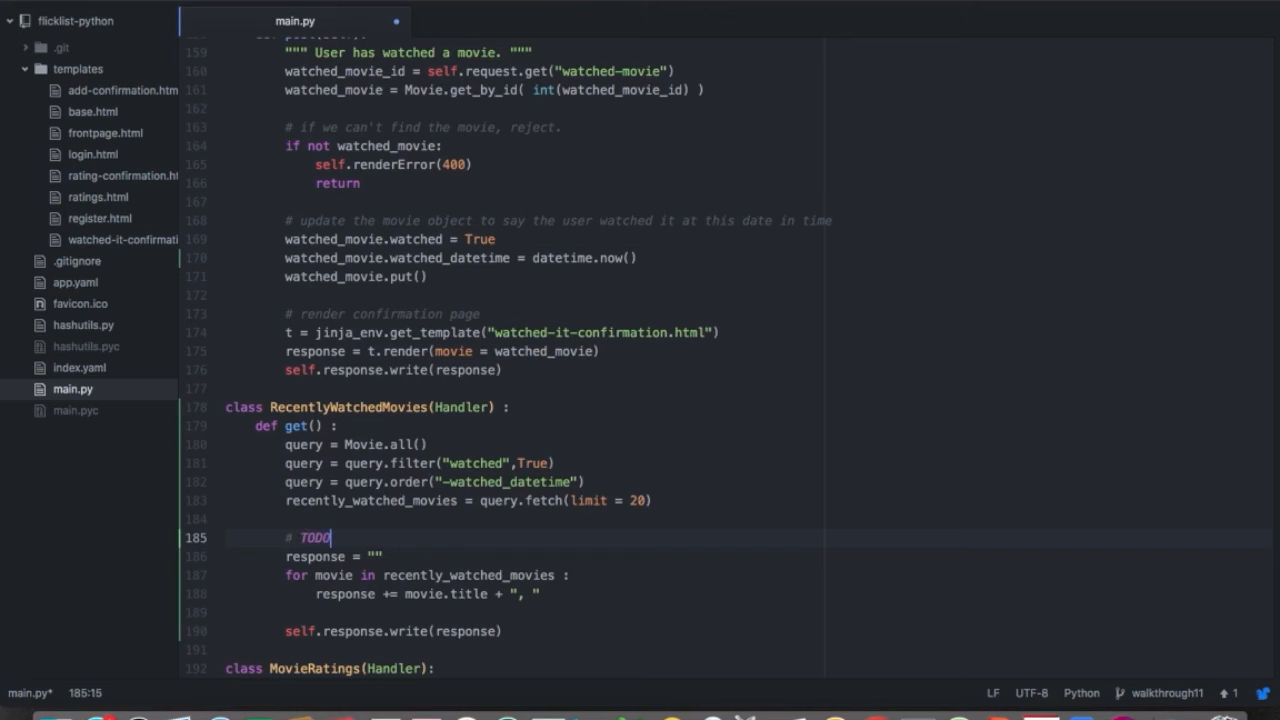 flicklist-python
main.py
.git
templates
add-confirmation.htm
base.html
frontpage.html
login.html
rating-confirmation.ht
ratings.html
register.html
watched-it-confirmati
.gitignore
app.yaml
favicon.ico
hashutils.py
hashutils.pyc
index.yaml
main.py
main.pyc
159 """ User has watched a movie. """
160 watched_movie_id = self.request.get("watched-movie")
161 watched_movie = Movie.get_by_id( int(watched_movie_id) )
162
163 # if we can't find the movie, reject.
164 if not watched_movie:
165 self.renderError(400)
166 return
167
168 # update the movie object to say the user watched it at this date in time
169 watched_movie.watched = True
170 watched_movie.watched_datetime = datetime.now()
171 watched_movie.put()
172
173 # render confirmation page
174 t = jinja_env.get_template("watched-it-confirmation.html")
175 response = t.render(movie = watched_movie)
176 self.response.write(response)
177
178 class RecentlyWatchedMovies(Handler) :
179 def get() :
180 query = Movie.all()
181 query = query.filter("watched",True)
182 query = query.order("-watched_datetime")
183 recently_watched_movies = query.fetch(limit = 20)
184
185 # TODO
186 response = ""
187 for movie in recently_watched_movies :
188 response += movie.title + ", "
189
190 self.response.write(response)
191
192 class MovieRatings(Handler):
main.py* 185:15 LF UTF-8 Python walkthrough11 1